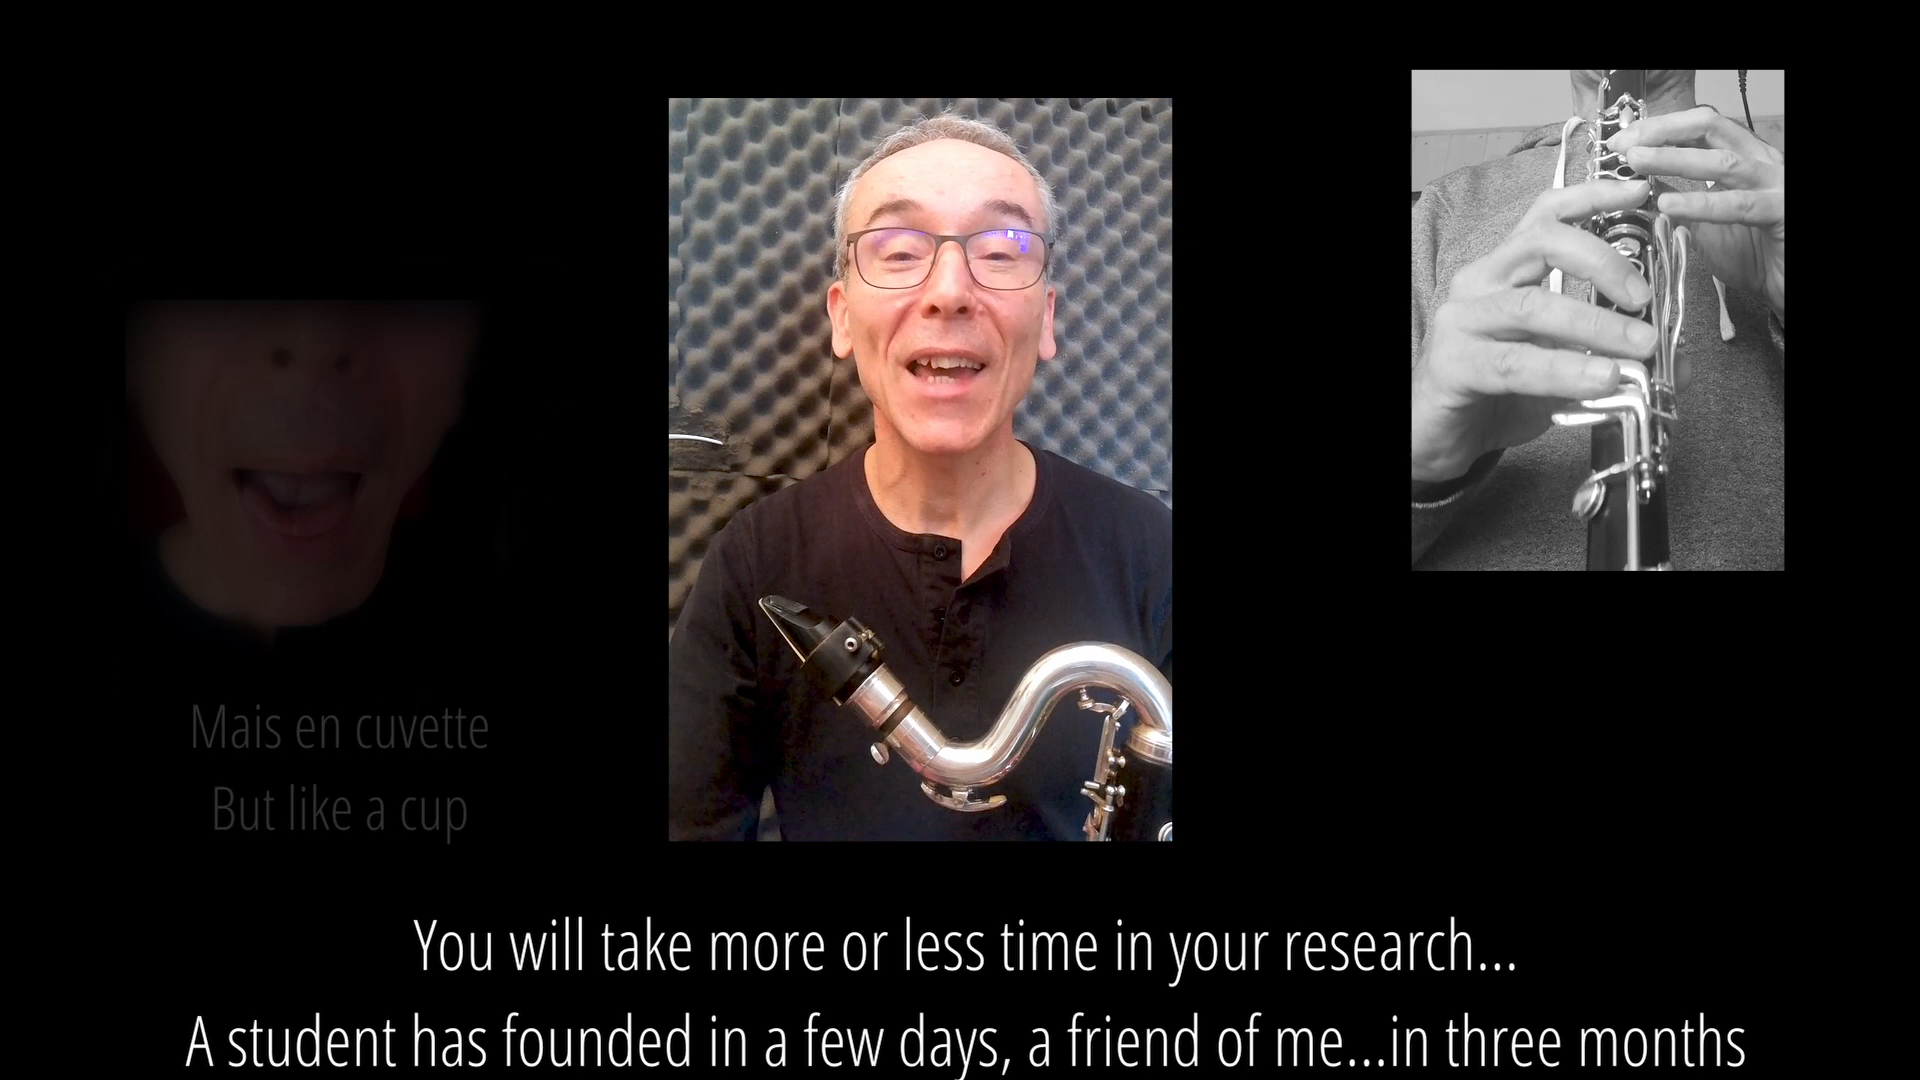 Mais en cuvette
But like a cup
You will take more or less time in your research...
A student has founded in a few days, a friend of me...in three months